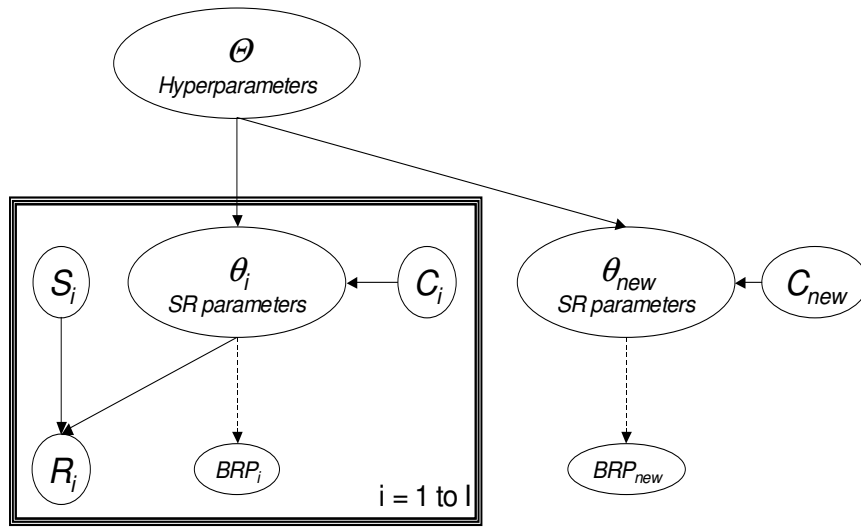 Θ
Hyperparameters
S_i
θ_i
SR parameters
C_i
θ_new
SR parameters
C_new
R_i
BRP_i
BRP_new
i = 1 to I